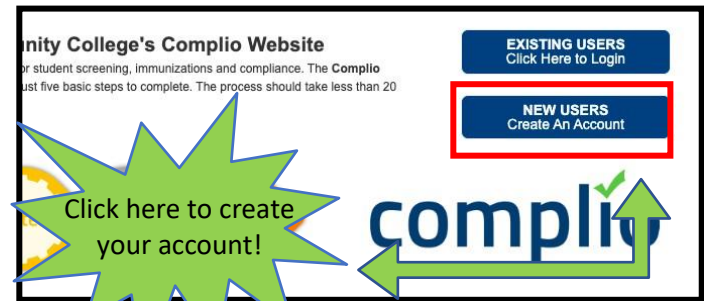 nity College's Complio Website
EXISTING USERS
Click Here to Login
or student screening, immunizations and compliance. The Complio
ust five basic steps to complete. The process should take less than 20
NEW USERS
Create An Account
Click here to create
your account!
complio